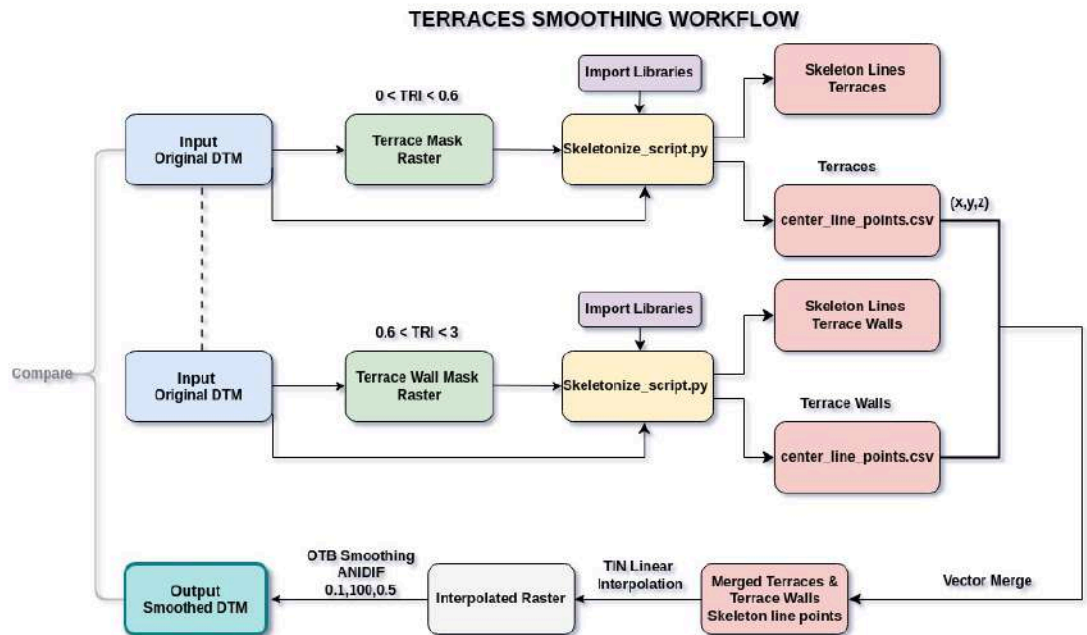 TERRACES SMOOTHING WORKFLOW
Import Libraries
Skeleton Lines
Terraces
0 < TRI < 0.6
Input
Original DTM
Terrace Mask
Raster
Skeletonize_script.py
Terraces
center_line_points.csv
(x,y,z)
Import Libraries
Skeleton Lines
Terrace Walls
0.6 < TRI < 3
Compare
Input
Original DTM
Terrace Wall Mask
Raster
Skeletonize_script.py
Terrace Walls
center_line_points.csv
OTB Smoothing
ANIDIF
0.1,100,0.5
TIN Linear
Interpolation
Vector Merge
Output
Smoothed DTM
Interpolated Raster
Merged Terraces &
Terrace Walls
Skeleton line points